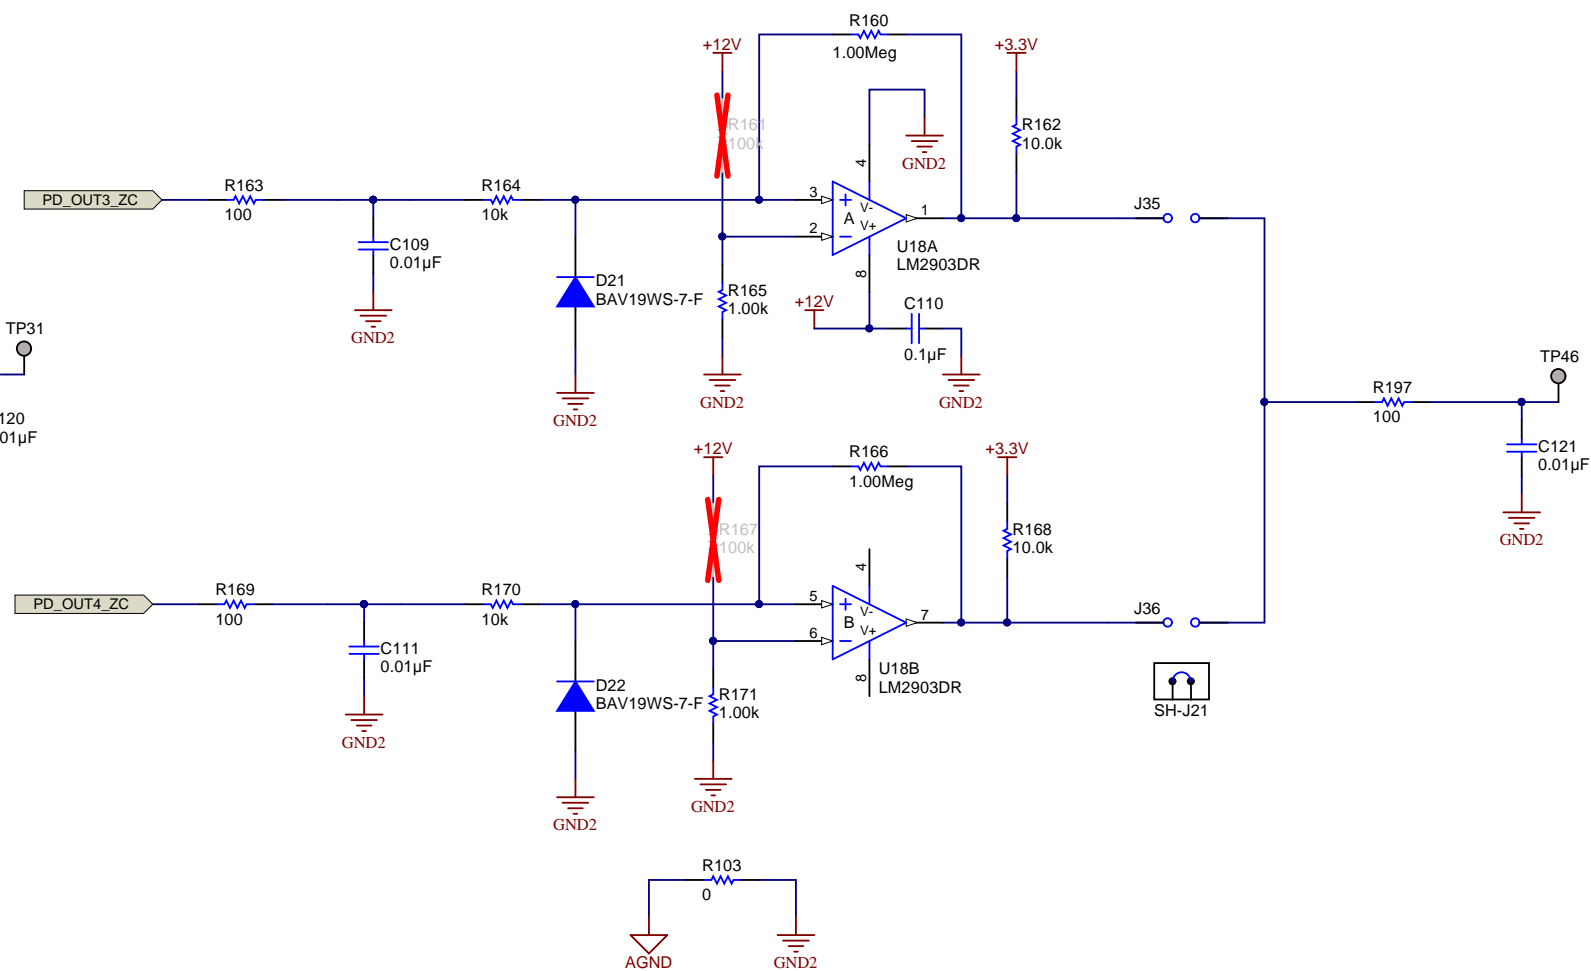 R160
1.00Meg
+12V
+3.3V
R161
100k
R162
10.0k
GND2
4
PD_OUT3_ZC
R163
100
R164
10k
3
2
+
−
A
V-
V+
1
8
U18A
LM2903DR
J35
C109
0.01µF
GND2
D21
BAV19WS-7-F
GND2
R165
1.00k
GND2
+12V
C110
0.1µF
GND2
TP31
120
01µF
TP46
R197
100
C121
0.01µF
GND2
+12V
R166
1.00Meg
+3.3V
R167
100k
R168
10.0k
4
PD_OUT4_ZC
R169
100
R170
10k
5
6
+
−
B
V-
V+
7
8
U18B
LM2903DR
J36
SH-J21
C111
0.01µF
GND2
D22
BAV19WS-7-F
GND2
R171
1.00k
GND2
R103
0
AGND
GND2